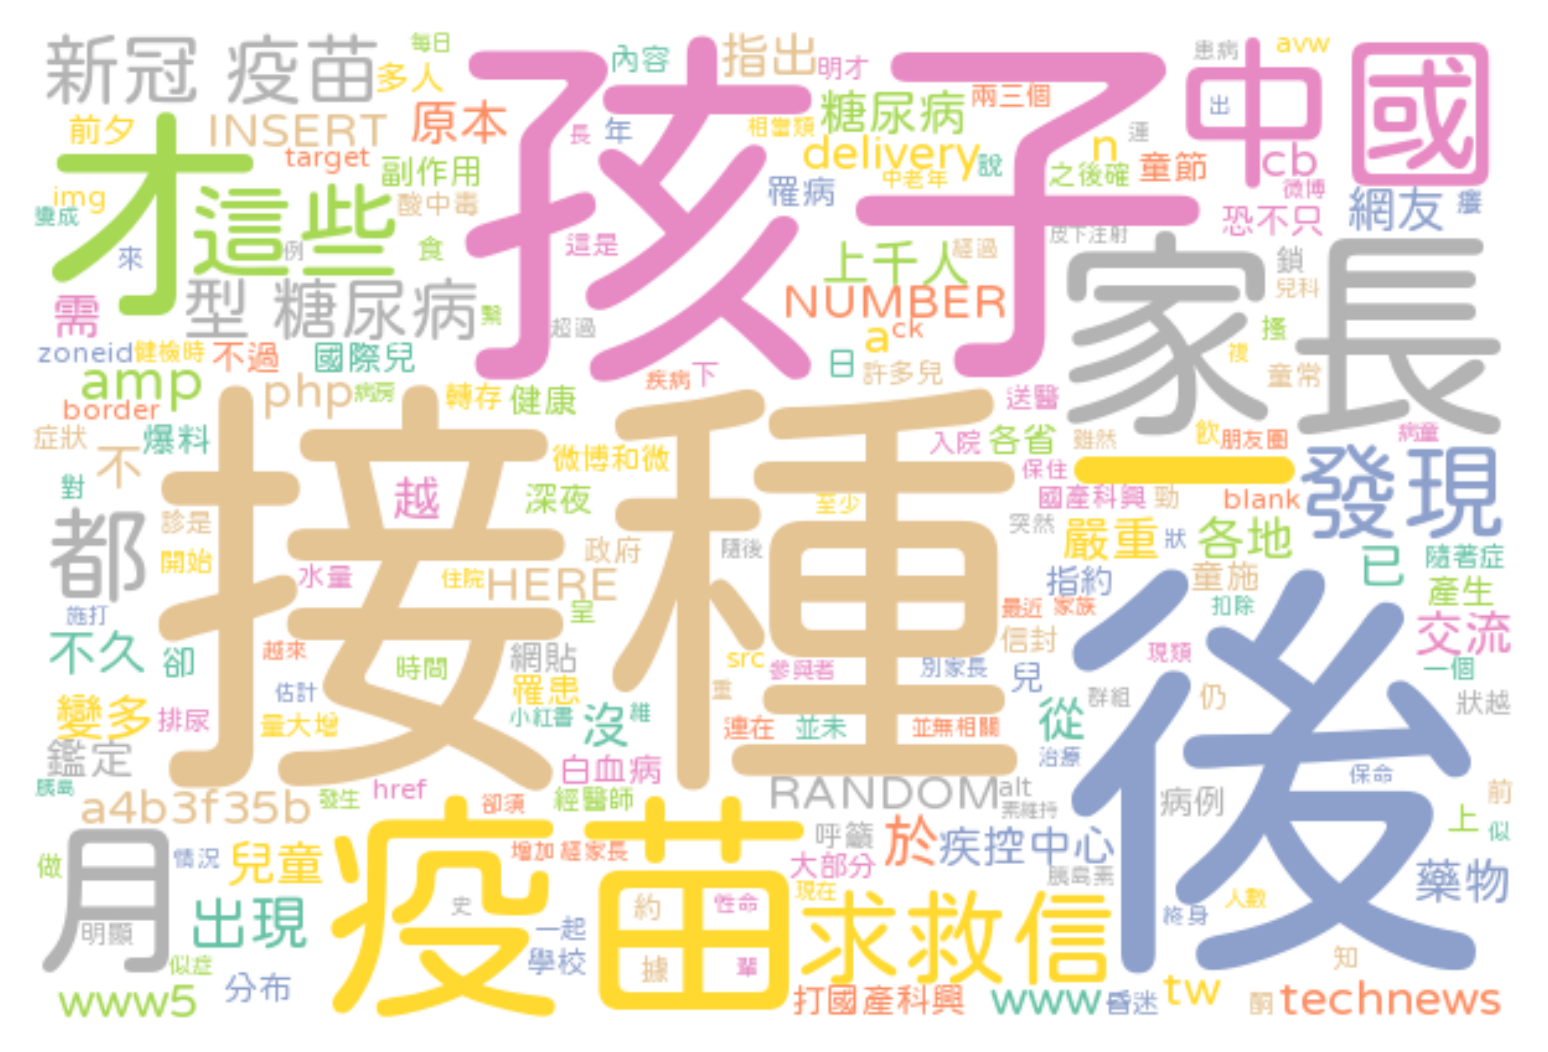 新冠 疫苗
每日
多人
孩子
內容
指出
明才
患病
avw
中國
前夕
INSERT
原本
長
年
相當類
糖尿病
兩三個
出
n
連
target
副作用
delivery
說
中老年
之後確
童節
cb
微博
才
img
這些
酸中毒
罹病
網友
恐不只
變成
來
例
食
這是
上千人
經過
皮下注射
家長
鎖
兒科
需
型 糖尿病
繫
超過
NUMBER
a
ck
搔
zoneid
健檢時
不過
國際兒
日
許多兒
複
童常
amp
php
病房
轉存
健康
疾病
下
送醫
border
症狀
爆料
接種
微博和微
入院
各省
雖然
飲
朋友圈
病童
不
對
越
深夜
至少
保住
一
發現
國產科興
勁
blank
都
診是
政府
隨後
突然
嚴重
狀
各地
開始
水量
住院
HERE
指約
童施
已
隨著症
產生
施打
呈
最近
家族
扣除
後
不久
卻
越來
時間
網貼
src
參與者
別家長
信封
現類
交流
一個
估計
罹患
重
兒
群組
仍
狀越
變多
排尿
量大增
小紅書
沒
維
連在
並未
並無相關
從
鑑定
白血病
治療
保命
胰島
a4b3f35b
發生
href
卻須
經醫師
RANDOM
alt
素維持
病例
前
月
疫苗
呼籲
於
疾控中心
上
似
做
情況
兒童
增加
經家長
大部分
胰島素
藥物
明顯
出現
史
約
性命
現在
求救信
人數
終身
一起
似症
分布
學校
據
輩
知
www5
打國產科興
www
昏迷
tw
酮
technews